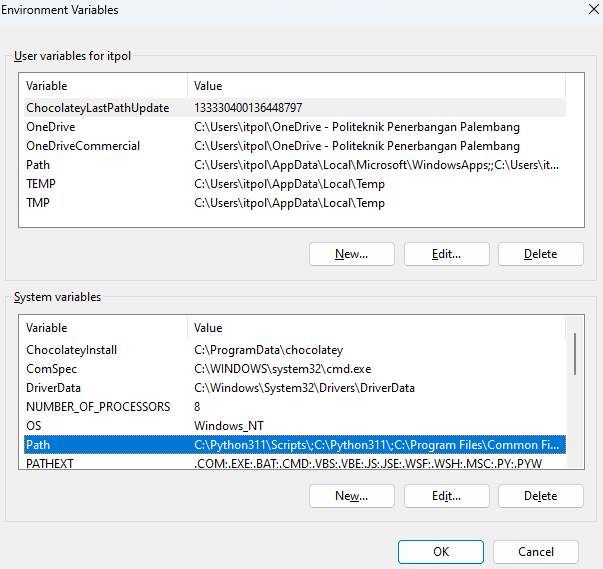 Environment Variables
User variables for itpol
Variable Value
ChocolateyLastPathUpdate 133330400136448797
OneDrive C:\Users\itpol\OneDrive - Politeknik Penerbangan Palembang
OneDriveCommercial C:\Users\itpol\OneDrive - Politeknik Penerbangan Palembang
Path C:\Users\itpol\AppData\Local\Microsoft\WindowsApps;;C:\Users\it...
TEMP C:\Users\itpol\AppData\Local\Temp
TMP C:\Users\itpol\AppData\Local\Temp
New... Edit... Delete
System variables
Variable Value
ChocolateyInstall C:\ProgramData\chocolatey
ComSpec C:\WINDOWS\system32\cmd.exe
DriverData C:\Windows\System32\Drivers\DriverData
NUMBER_OF_PROCESSORS 8
OS Windows_NT
Path C:\Python311\Scripts\;C:\Python311\;C:\Program Files\Common Fi...
PATHEXT .COM;.EXE;.BAT;.CMD;.VBS;.VBE;.JS;.JSE;.WSF;.WSH;.MSC;.PY;.PYW
New... Edit... Delete
OK Cancel